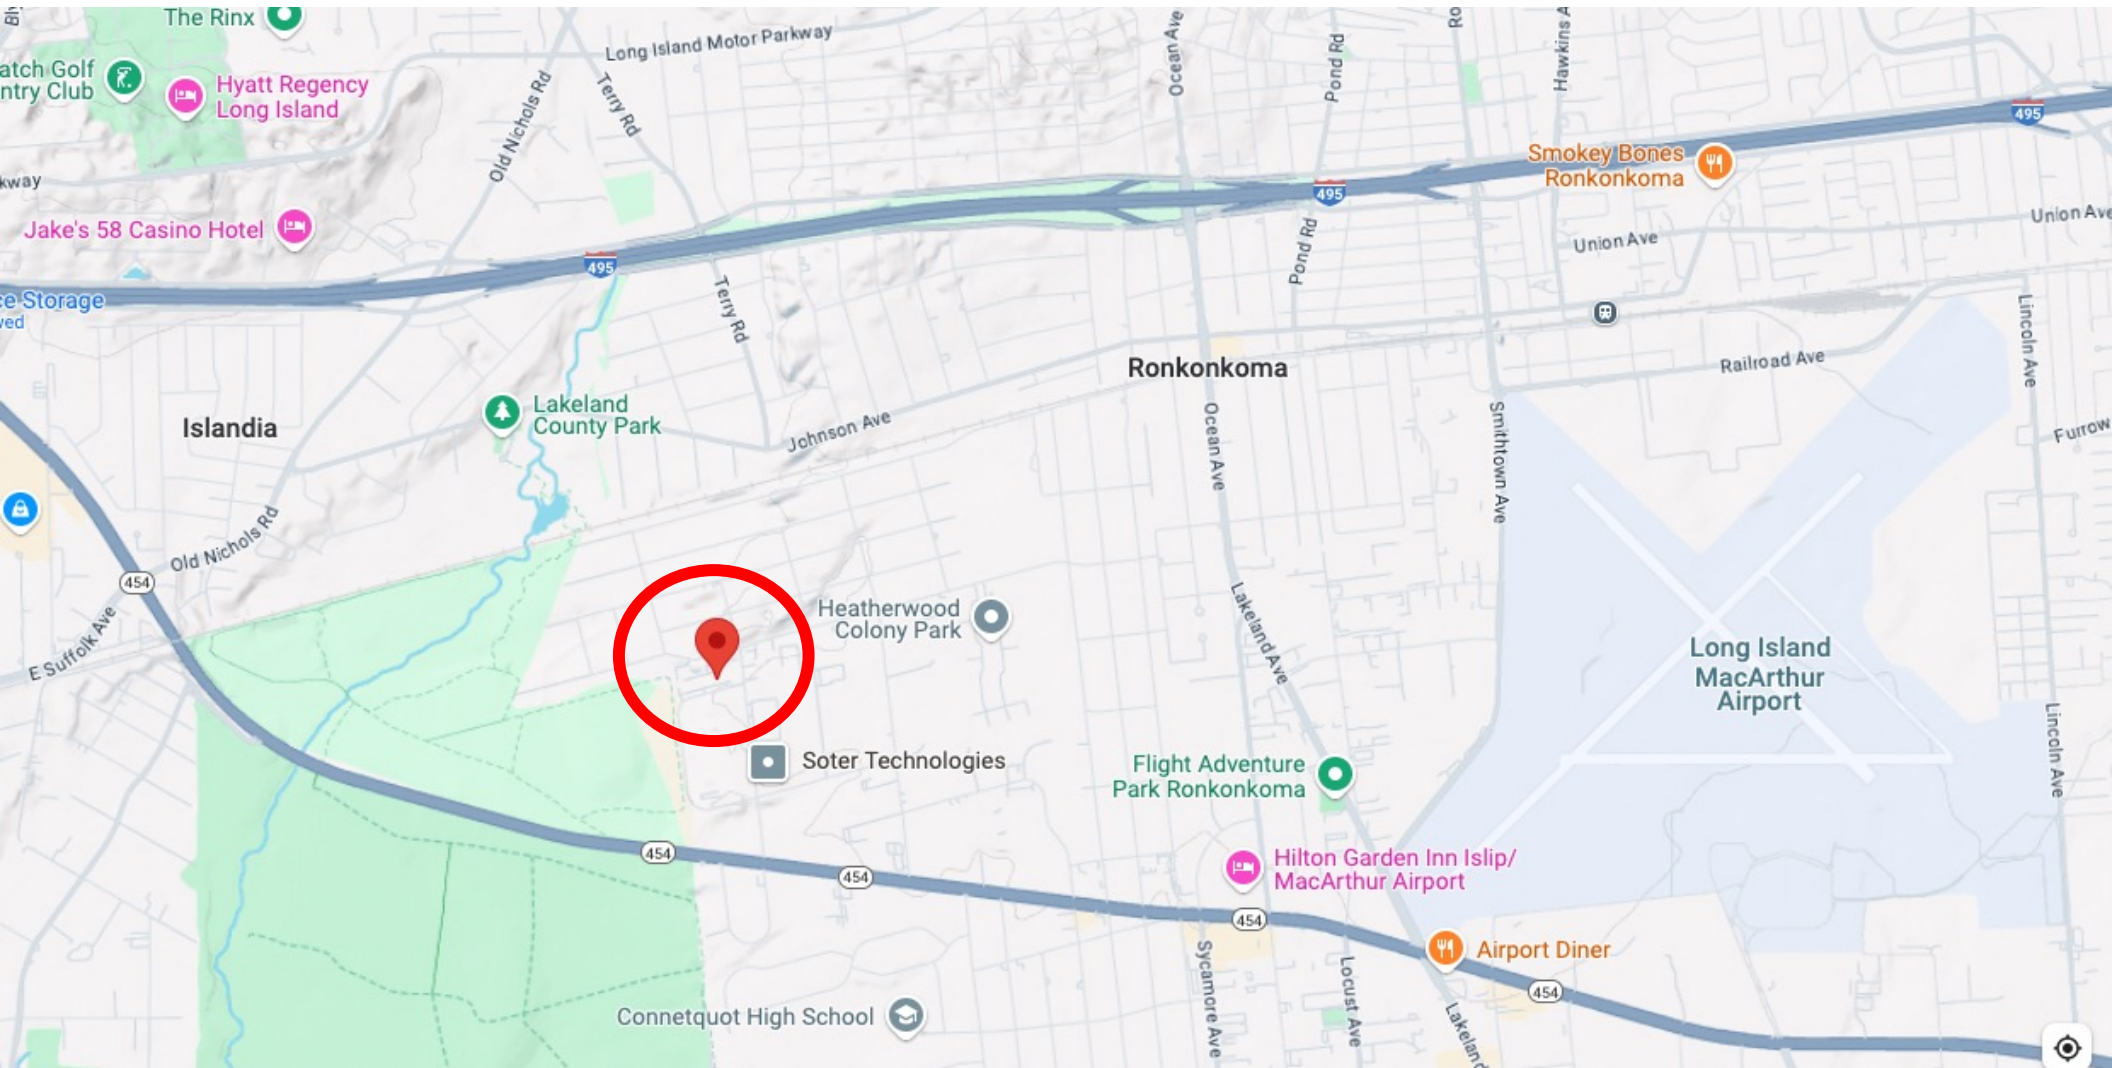 The Rinx
Long Island Motor Parkway
Ocean Ave
Pond Rd
Hawkins A
atch Golf
ntry Club
Hyatt Regency
Long Island
Old Nichols Rd
Terry Rd
495
Smokey Bones
Ronkonkoma
495
kway
Jake's 58 Casino Hotel
Union Ave
Union Ave
Pond Rd
495
ce Storage
Terry Rd
Lincoln Ave
Ronkonkoma
Railroad Ave
Lakeland
County Park
Islandia
Johnson Ave
Ocean Ave
Smithtown Ave
Furrow
Old Nichols Rd
454
E Suffolk Ave
Heatherwood
Colony Park
Lakeland Ave
Long Island
MacArthur
Airport
Soter Technologies
Flight Adventure
Park Ronkonkoma
Lincoln Ave
454
454
Hilton Garden Inn Islip/
MacArthur Airport
454
Airport Diner
454
Sycamore Ave
Locust Ave
Connetquot High School
Lakeland